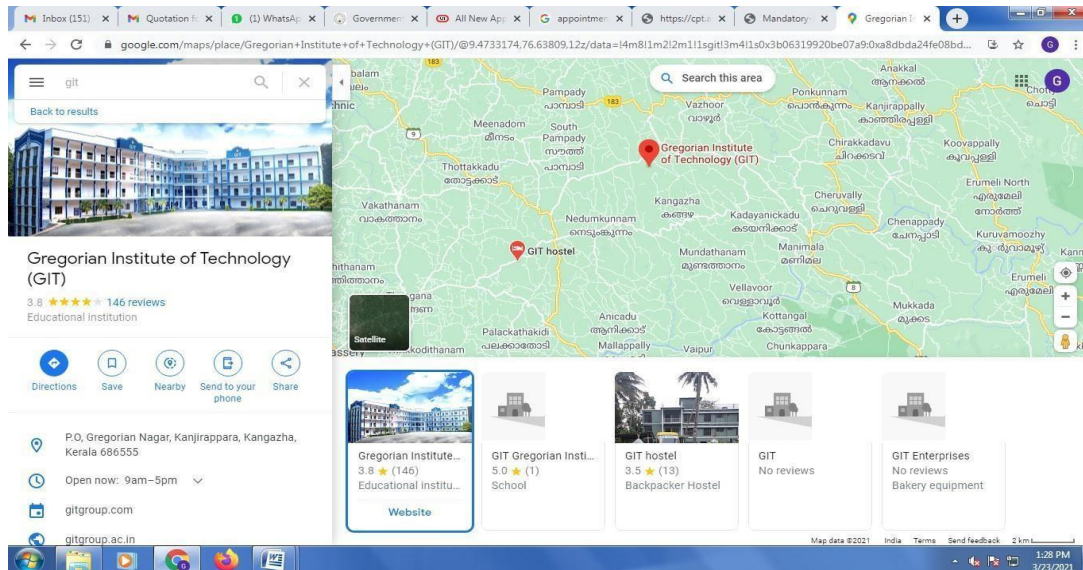 Inbox (151)
Quotation fo
(1) WhatsAp
Government
All New App
appointmen
https://cpt.a
Mandatory-
Gregorian I
google.com/maps/place/Gregorian+Institute+of+Technology+(GIT)/@9.4733174,76.63809,12z/data=!4m8!1m2!2m1!1sgit!3m4!1s0x3b06319920be07a9:0xa8dbda24fe08bd...
G
git
Back to results
Gregorian Institute of Technology
(GIT)
3.8 146 reviews
Educational institution
Directions
Save
Nearby
Send to your
phone
Share
P.O, Gregorian Nagar, Kanjirappara, Kangazha,
Kerala 686555
Open now: 9am–5pm
gitgroup.com
gitgroup.ac.in
Search this area
G
183
Pampady
പാമ്പാടി
183
Vazhoor
വാഴൂർ
Ponkunnam
പൊൻകുന്നം
Anakkal
ആനക്കൽ
Kanjirappally
കാഞ്ഞിരപ്പള്ളി
ചോറ്റി
9
Meenadom
മീനടം
South
Pampady
സൗത്ത്
പാമ്പാടി
Gregorian Institute
of Technology (GIT)
Chirakkadavu
ചിറക്കടവ്
Koovappally
കൂവപ്പള്ളി
Thottakkadu
തോട്ടക്കാട്
Erumeli North
എരുമേലി
നോർത്ത്
Vakathanam
വാകത്താനം
Kangazha
കങ്ങഴ
Cheruvally
ചെറുവള്ളി
Nedumkunnam
നെടുംകുന്നം
Kadayanickadu
കടയനിക്കാട്
Chenappady
ചേനപ്പാടി
Kuruvamoozhy
GIT hostel
Mundathanam
മുണ്ടത്താനം
Manimala
മണിമല
Erumeli
എരുമേലി
Vellavoor
വെള്ളാവൂർ
8
Mukkada
മുക്കട
Satellite
Anicadu
ആനിക്കാട്
Kottangal
കോട്ടങ്ങൽ
Palackathakidi
പലക്കാതോടി
Mallappally
Vaipur
Chunkappara
Gregorian Institute...
3.8 (146)
Educational institu...
Website
GIT Gregorian Insti...
5.0 (1)
School
GIT hostel
3.5 (13)
Backpacker Hostel
GIT
No reviews
GIT Enterprises
No reviews
Bakery equipment
Map data ©2021 India Terms Send feedback 2 km
1:28 PM
3/23/2021